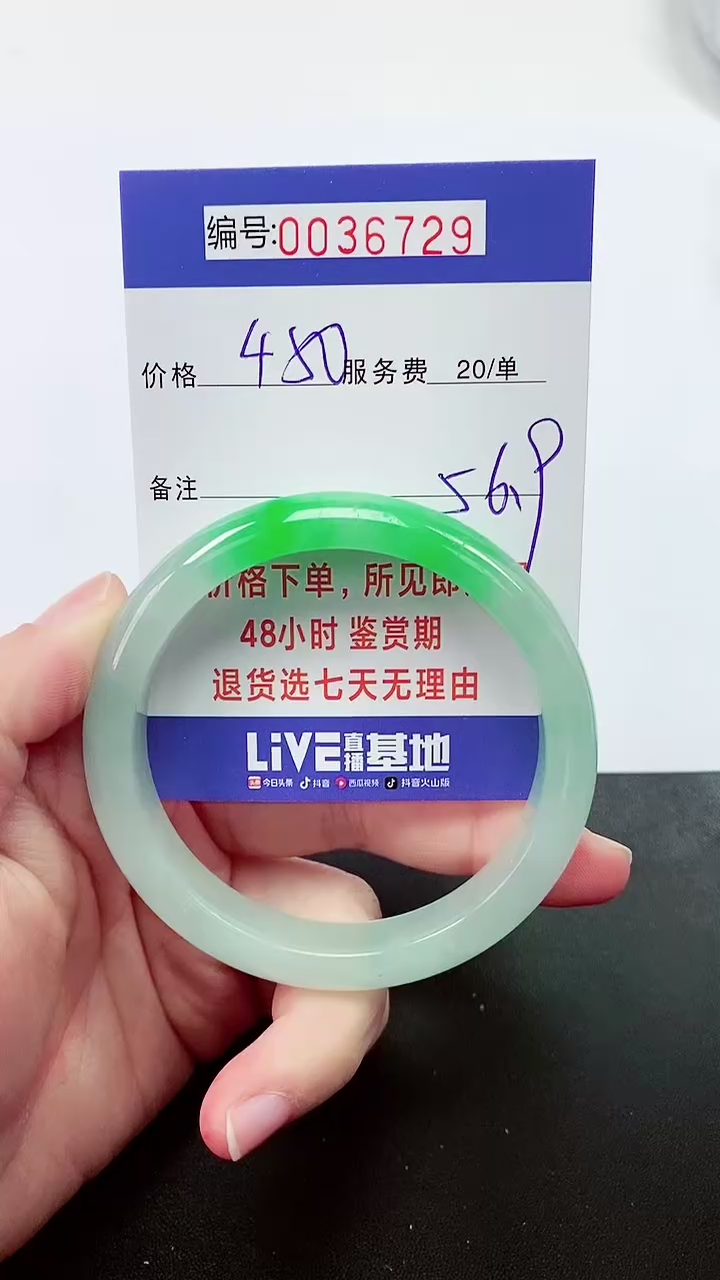 编号:0036729
价格 480 服务费 20/单
备注 56.9
价格下单，所见即
48小时 鉴赏期
退货选七天无理由
LiVE直播基地
今日头条 抖音 西瓜视频 抖音火山版